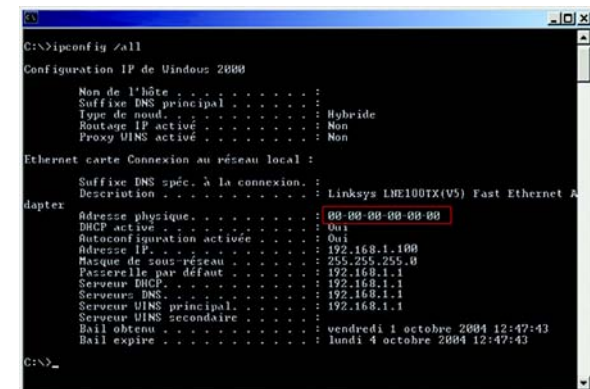 C:\>ipconfig /all
Configuration IP de Windows 2000
Nom de l'hôte . . . . . . . . . . . :
Suffixe DNS principal . . . . . . . :
Type de noud. . . . . . . . . . . . : Hybride
Routage IP activé . . . . . . . . . : Non
Proxy WINS activé . . . . . . . . . : Non
Ethernet carte Connexion au réseau local :
Suffixe DNS spéc. à la connexion. . :
Description . . . . . . . . . . . . : Linksys LNE100TX(V5) Fast Ethernet A
dapter
Adresse physique. . . . . . . . . . : 00-00-00-00-00-00
DHCP activé . . . . . . . . . . . . : Oui
Autoconfiguration activée . . . . . : Oui
Adresse IP. . . . . . . . . . . . . : 192.168.1.100
Masque de sous-réseau . . . . . . . : 255.255.255.0
Passerelle par défaut . . . . . . . : 192.168.1.1
Serveur DHCP. . . . . . . . . . . . : 192.168.1.1
Serveurs DNS. . . . . . . . . . . . : 192.168.1.1
Serveur WINS principal. . . . . . . : 192.168.1.1
Serveur WINS secondaire . . . . . . :
Bail obtenu . . . . . . . . . . . . : vendredi 1 octobre 2004 12:47:43
Bail expire . . . . . . . . . . . . : lundi 4 octobre 2004 12:47:43
C:\>_